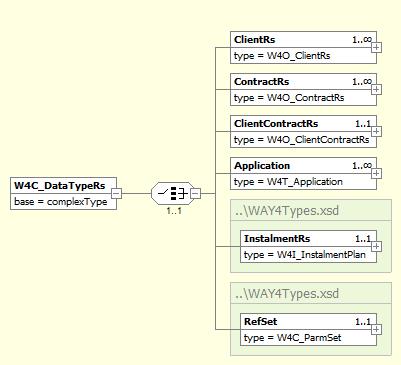 ClientRs 1..∞
type = W4O_ClientRs
ContractRs 1..∞
type = W4O_ContractRs
ClientContractRs 1..1
type = W4O_ClientContractRs
Application 1..∞
type = W4T_Application
W4C_DataTypeRs
base = complexType
1..1
..\WAY4Types.xsd
InstalmentRs 1..1
type = W4I_InstalmentPlan
..\WAY4Types.xsd
RefSet 1..1
type = W4C_ParmSet